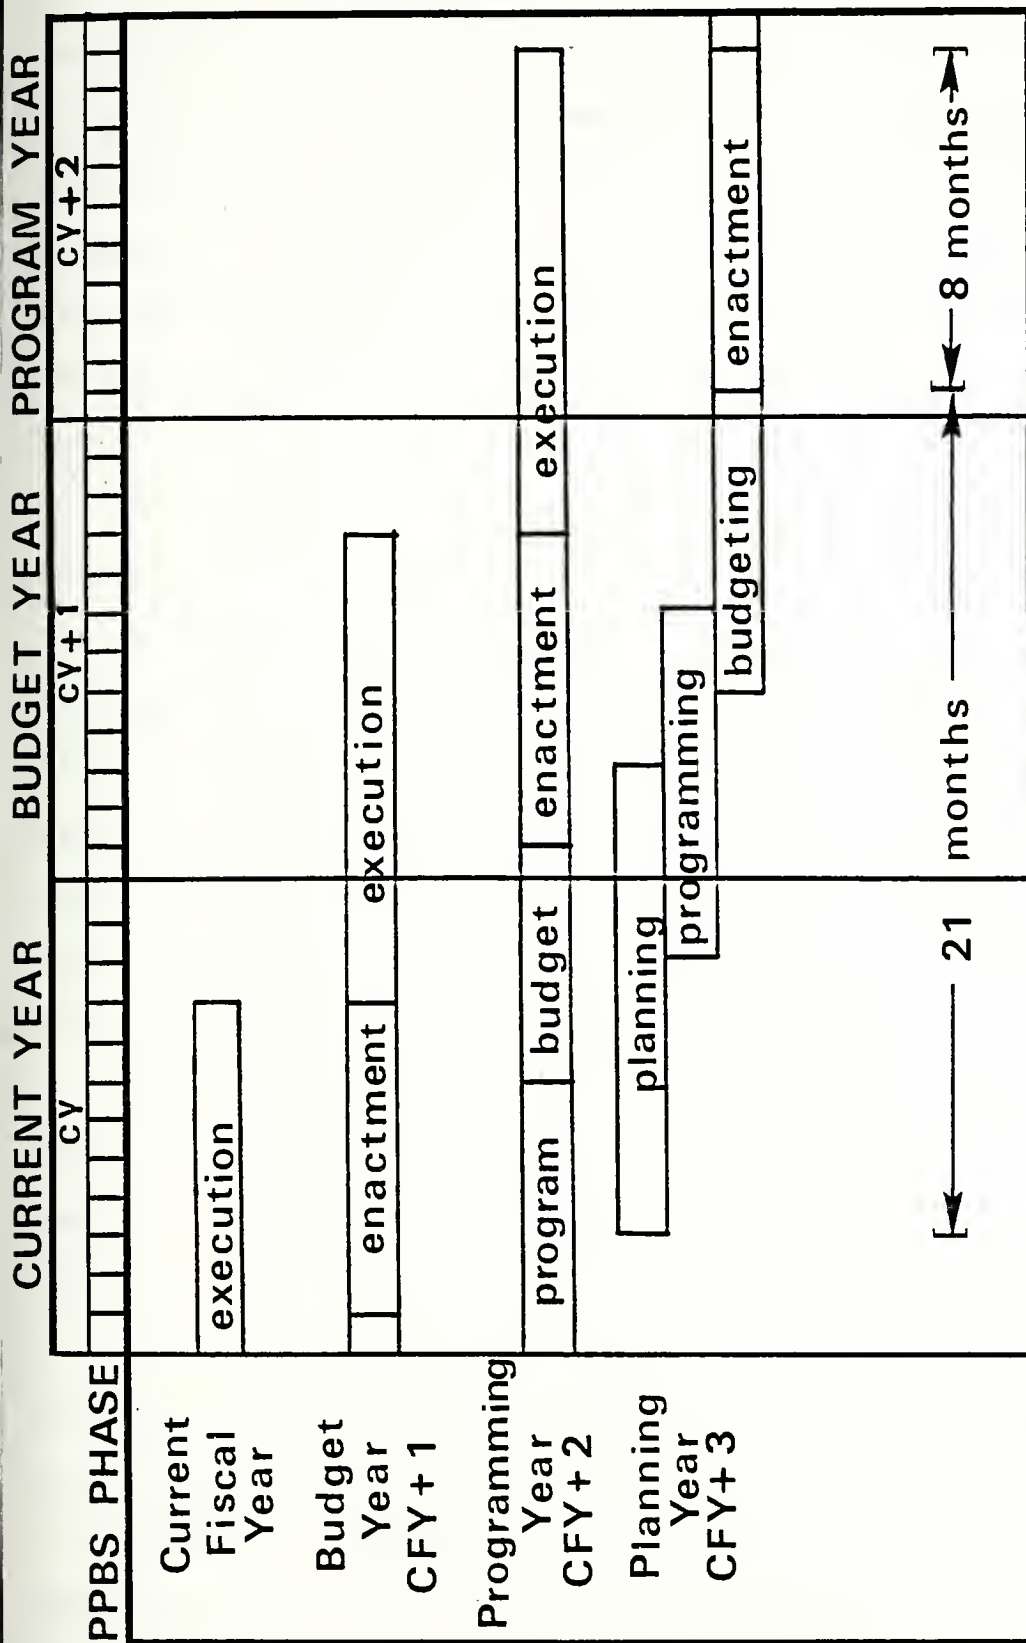 CURRENT YEAR BUDGET YEAR PROGRAM YEAR
PPBS PHASE CY CY+1 CY+2
Current
Fiscal
Year
execution
Budget
Year
CFY+1
enactment execution
Programming
Year
CFY+2
program budget enactment execution
Planning
Year
CFY+3
planning
programming
budgeting enactment
[ 21 months [ 8 months ]